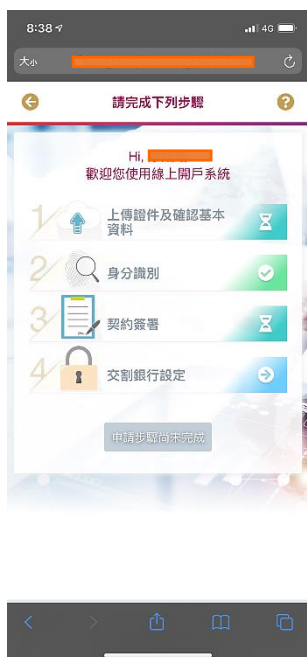 8:38
4G
大小
請完成下列步驟
?
Hi,
歡迎您使用線上開戶系統
1
上傳證件及確認基本
資料
2
身分識別
3
契約簽署
4
交割銀行設定
申請步驟尚未完成